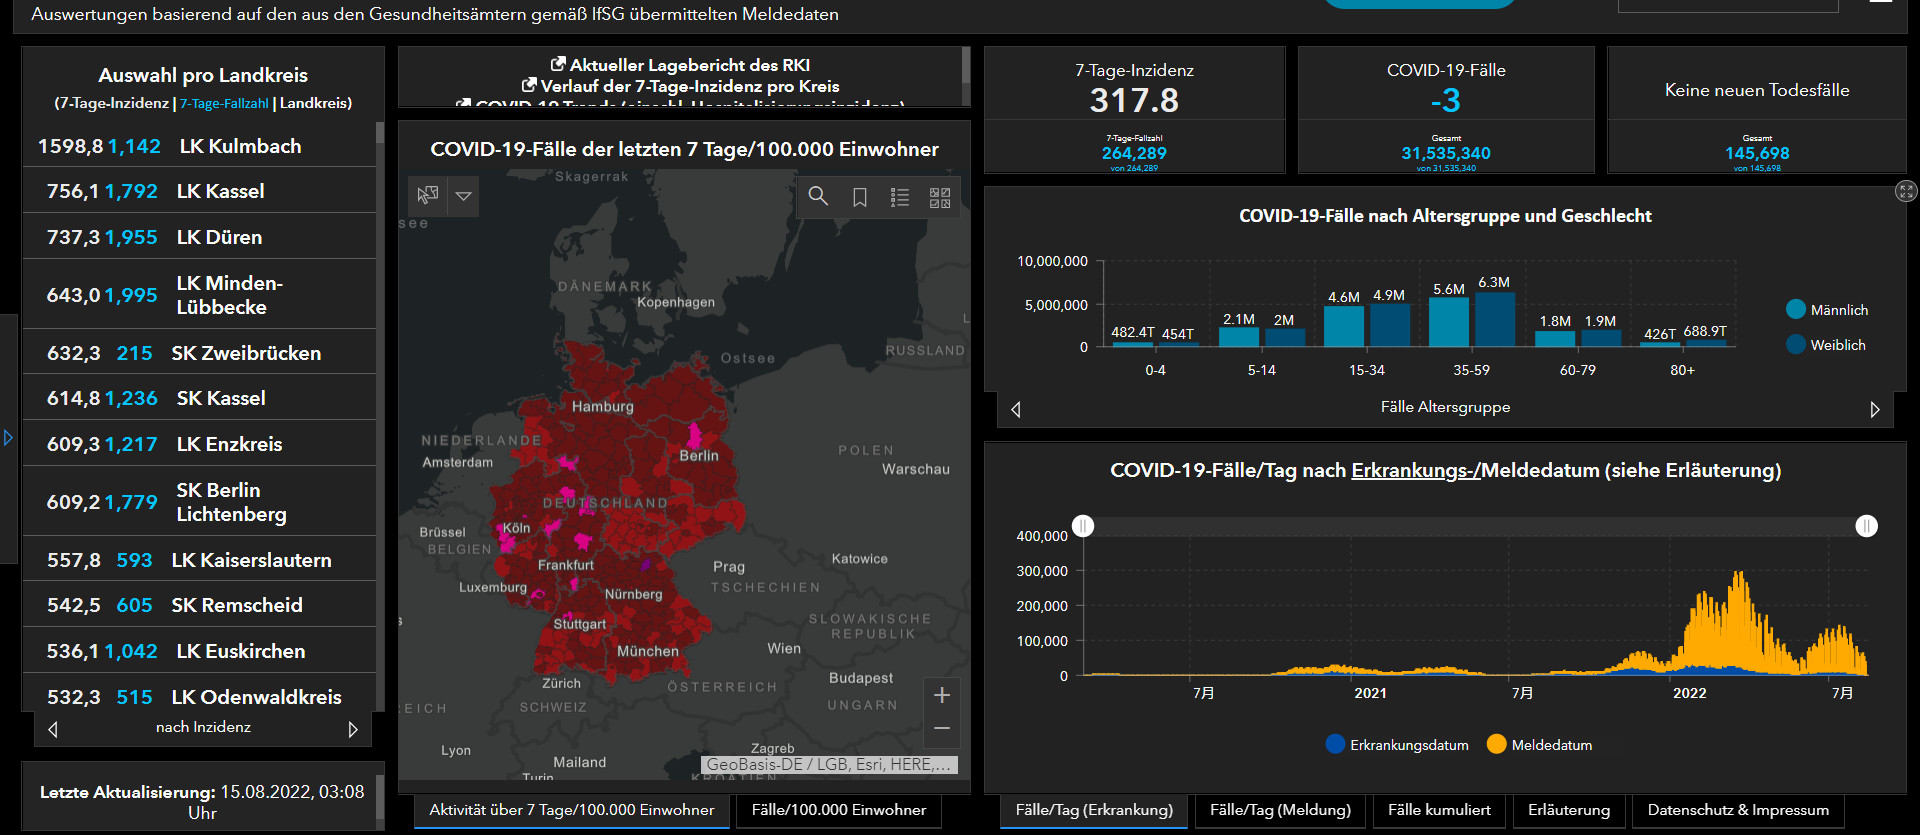 Auswertungen basierend auf den aus den Gesundheitsämtern gemäß IfSG übermittelten Meldedaten
Auswahl pro Landkreis
(7-Tage-Inzidenz | 7-Tage-Fallzahl | Landkreis)
1598,8 1,142 LK Kulmbach
756,1 1,792 LK Kassel
737,3 1,955 LK Düren
643,0 1,995 LK Minden-
Lübbecke
632,3 215 SK Zweibrücken
614,8 1,236 SK Kassel
609,3 1,217 LK Enzkreis
609,2 1,779 SK Berlin
Lichtenberg
557,8 593 LK Kaiserslautern
542,5 605 SK Remscheid
536,1 1,042 LK Euskirchen
532,3 515 LK Odenwaldkreis
nach Inzidenz
Letzte Aktualisierung: 15.08.2022, 03:08
Uhr
Aktueller Lagebericht des RKI
Verlauf der 7-Tage-Inzidenz pro Kreis
COVID-19-Trends (einschl. Hospitalisierungsinzidenz)
COVID-19-Fälle der letzten 7 Tage/100.000 Einwohner
Skagerrak
see
DÄNEMARK
Kopenhagen
L
RUSSLAND
Ostsee
Hamburg
NIEDERLANDE
Amsterdam
Berlin
POLEN
Warschau
DEUTSCHLAND
Brüssel
BELGIEN
Köln
Frankfurt
Prag
Katowice
TSCHECHIEN
Luxemburg
Nürnberg
SLOWAKISCHE
REPUBLIK
s
Stuttgart
München
Wien
Zürich
ÖSTERREICH
Budapest
REICH
SCHWEIZ
UNGARN
Lyon
Mailand
Zagreb
Turin
KROATIEN
GeoBasis-DE / LGB, Esri, HERE,...
Aktivität über 7 Tage/100.000 Einwohner
Fälle/100.000 Einwohner
7-Tage-Inzidenz
317.8
7-Tage-Fallzahl
264,289
von 264,289
COVID-19-Fälle
-3
Gesamt
31,535,340
von 31,535,340
Keine neuen Todesfälle
Gesamt
145,698
von 145,698
COVID-19-Fälle nach Altersgruppe und Geschlecht
10,000,000
5,000,000
0
482.4T 454T
2.1M 2M
4.6M 4.9M
5.6M 6.3M
1.8M 1.9M
426T 688.9T
0-4 5-14 15-34 35-59 60-79 80+
Männlich
Weiblich
Fälle Altersgruppe
COVID-19-Fälle/Tag nach Erkrankungs-/Meldedatum (siehe Erläuterung)
400,000
300,000
200,000
100,000
0
7月 2021 7月 2022 7月
Erkrankungsdatum Meldedatum
Fälle/Tag (Erkrankung)
Fälle/Tag (Meldung)
Fälle kumuliert
Erläuterung
Datenschutz & Impressum